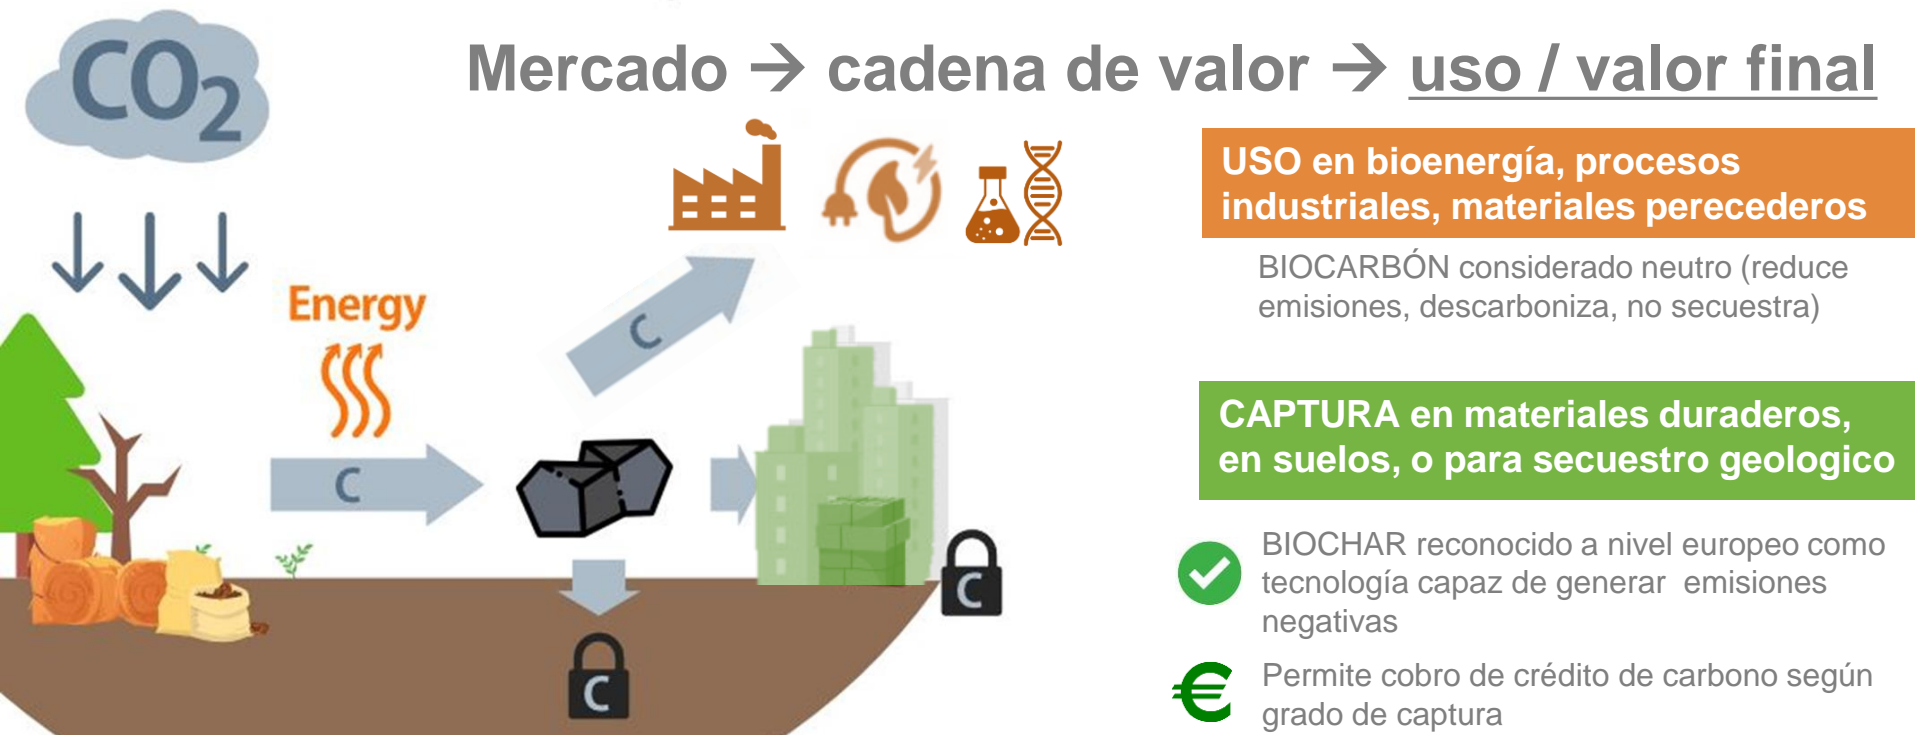 CO2
Mercado → cadena de valor → uso / valor final
USO en bioenergía, procesos
industriales, materiales perecederos
BIOCARBÓN considerado neutro (reduce
emisiones, descarboniza, no secuestra)
Energy
C
C
CAPTURA en materiales duraderos,
en suelos, o para secuestro geologico
BIOCHAR reconocido a nivel europeo como
tecnología capaz de generar  emisiones
negativas
C
C
€ Permite cobro de crédito de carbono según
grado de captura